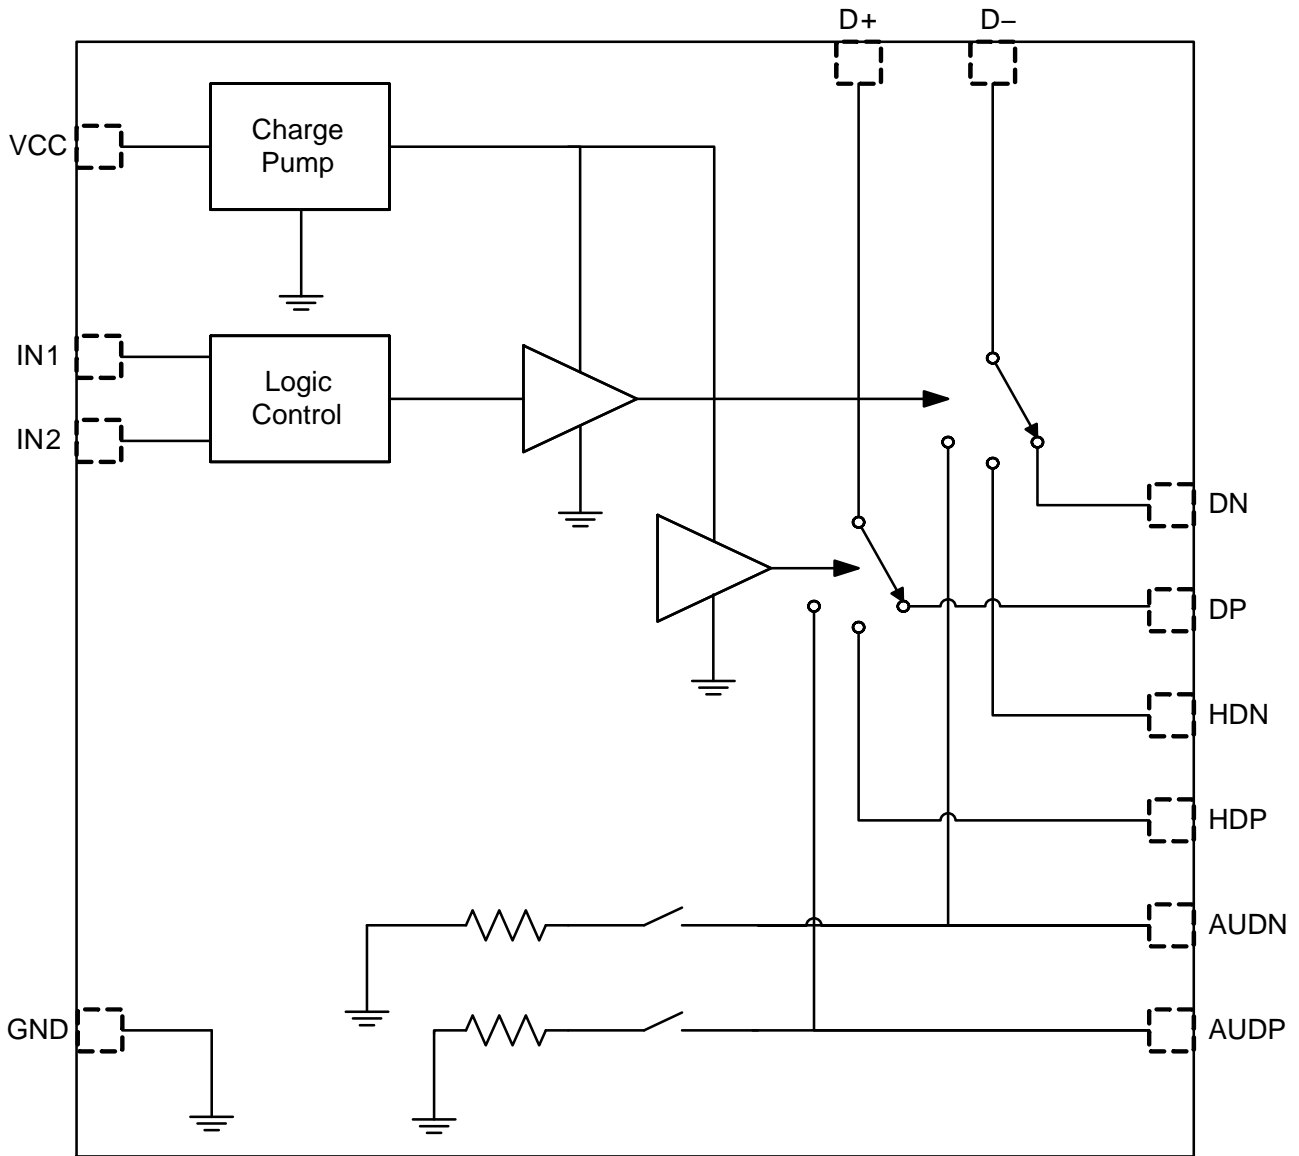 D+
D−
VCC
Charge
Pump
IN1
IN2
Logic
Control
DN
DP
HDN
HDP
AUDN
GND
AUDP